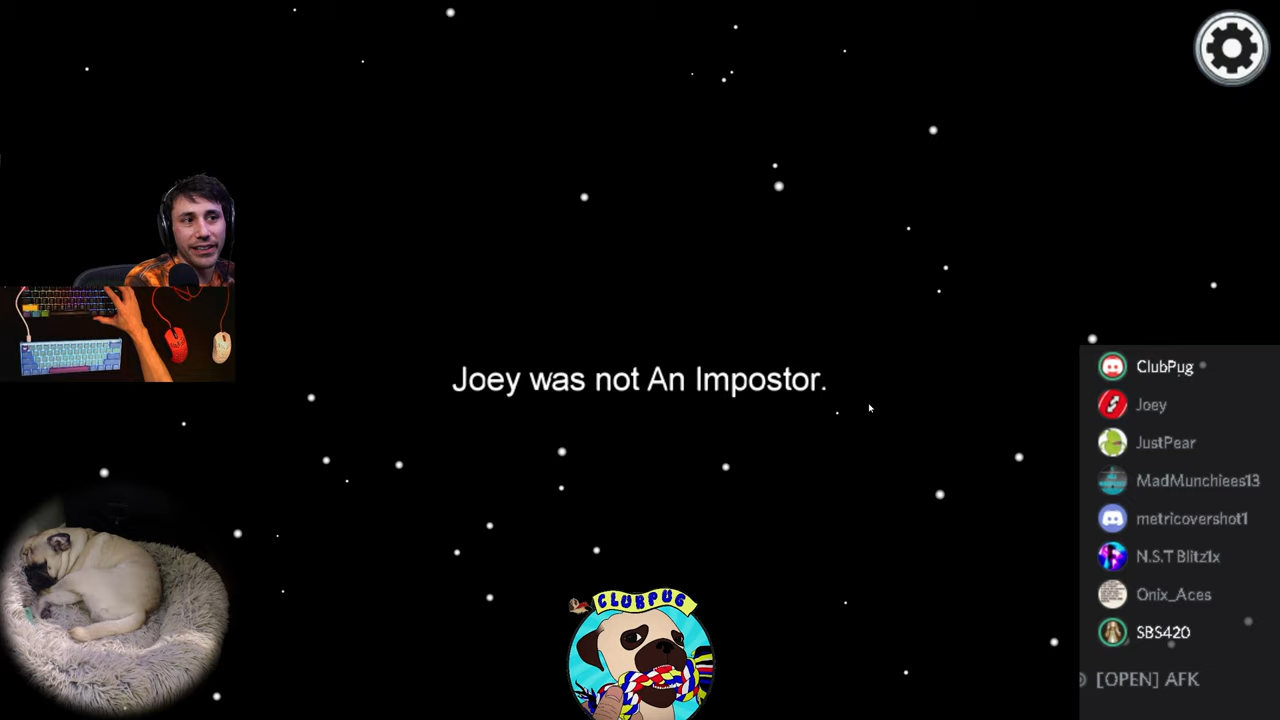 Joey was not An Impostor.
ClubPug
Joey
JustPear
MadMunchiees13
metricovershot1
N.S.T Blitz1x
Onix_Aces
SBS420
[OPEN] AFK
CLUBPUG